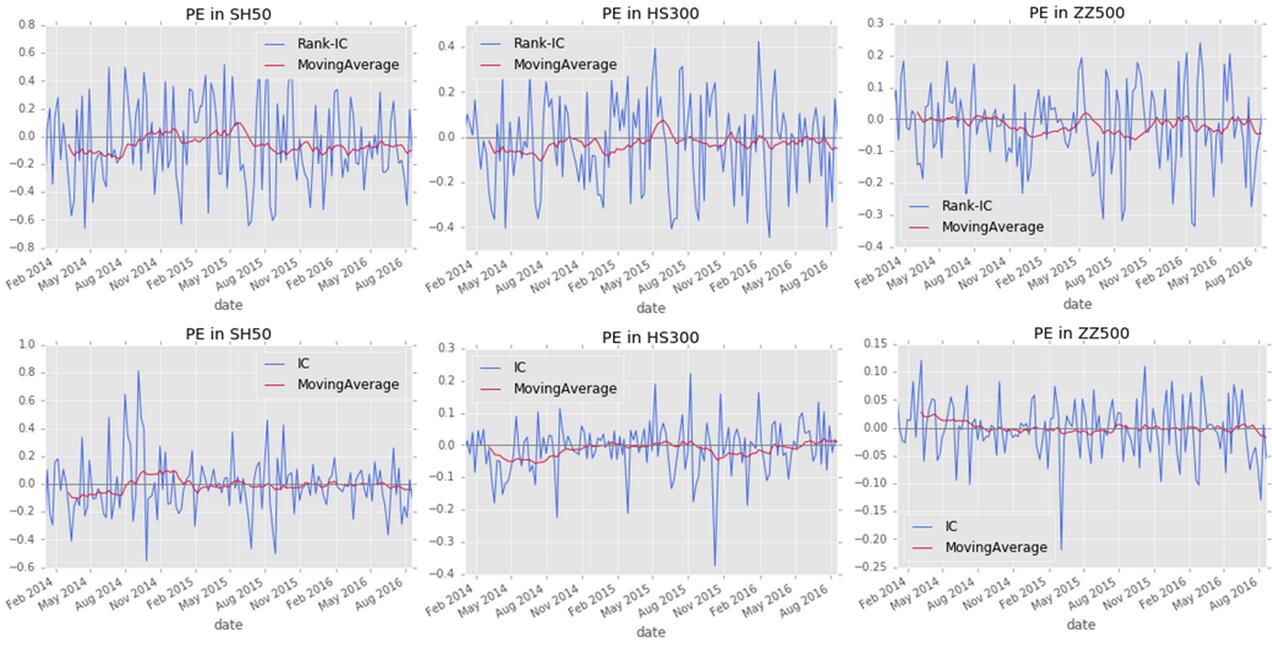 PE in SH50
0.8
0.6
0.4
0.2
0.0
−0.2
−0.4
−0.6
−0.8
Rank-IC
MovingAverage
Feb 2014
May 2014
Aug 2014
Nov 2014
Feb 2015
May 2015
Aug 2015
Nov 2015
Feb 2016
May 2016
Aug 2016
date
PE in HS300
0.4
0.2
0.0
−0.2
−0.4
Rank-IC
MovingAverage
Feb 2014
May 2014
Aug 2014
Nov 2014
Feb 2015
May 2015
Aug 2015
Nov 2015
Feb 2016
May 2016
Aug 2016
date
PE in ZZ500
0.3
0.2
0.1
0.0
−0.1
−0.2
−0.3
−0.4
Rank-IC
MovingAverage
Feb 2014
May 2014
Aug 2014
Nov 2014
Feb 2015
May 2015
Aug 2015
Nov 2015
Feb 2016
May 2016
Aug 2016
date
PE in SH50
1.0
0.8
0.6
0.4
0.2
0.0
−0.2
−0.4
−0.6
IC
MovingAverage
Feb 2014
May 2014
Aug 2014
Nov 2014
Feb 2015
May 2015
Aug 2015
Nov 2015
Feb 2016
May 2016
Aug 2016
date
PE in HS300
0.3
0.2
0.1
0.0
−0.1
−0.2
−0.3
−0.4
IC
MovingAverage
Feb 2014
May 2014
Aug 2014
Nov 2014
Feb 2015
May 2015
Aug 2015
Nov 2015
Feb 2016
May 2016
Aug 2016
date
PE in ZZ500
0.15
0.10
0.05
0.00
−0.05
−0.10
−0.15
−0.20
−0.25
IC
MovingAverage
Feb 2014
May 2014
Aug 2014
Nov 2014
Feb 2015
May 2015
Aug 2015
Nov 2015
Feb 2016
May 2016
Aug 2016
date